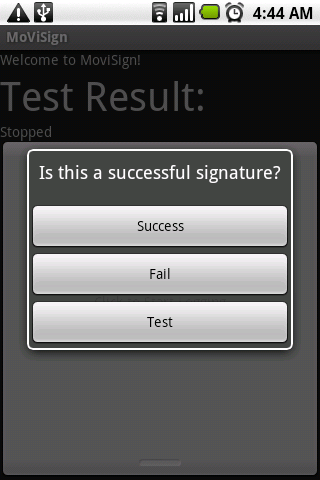 4:44 AM
MoViSign
Welcome to MoviSign!
Test Result:
Stopped
Is this a successful signature?
Success
Fail
Test